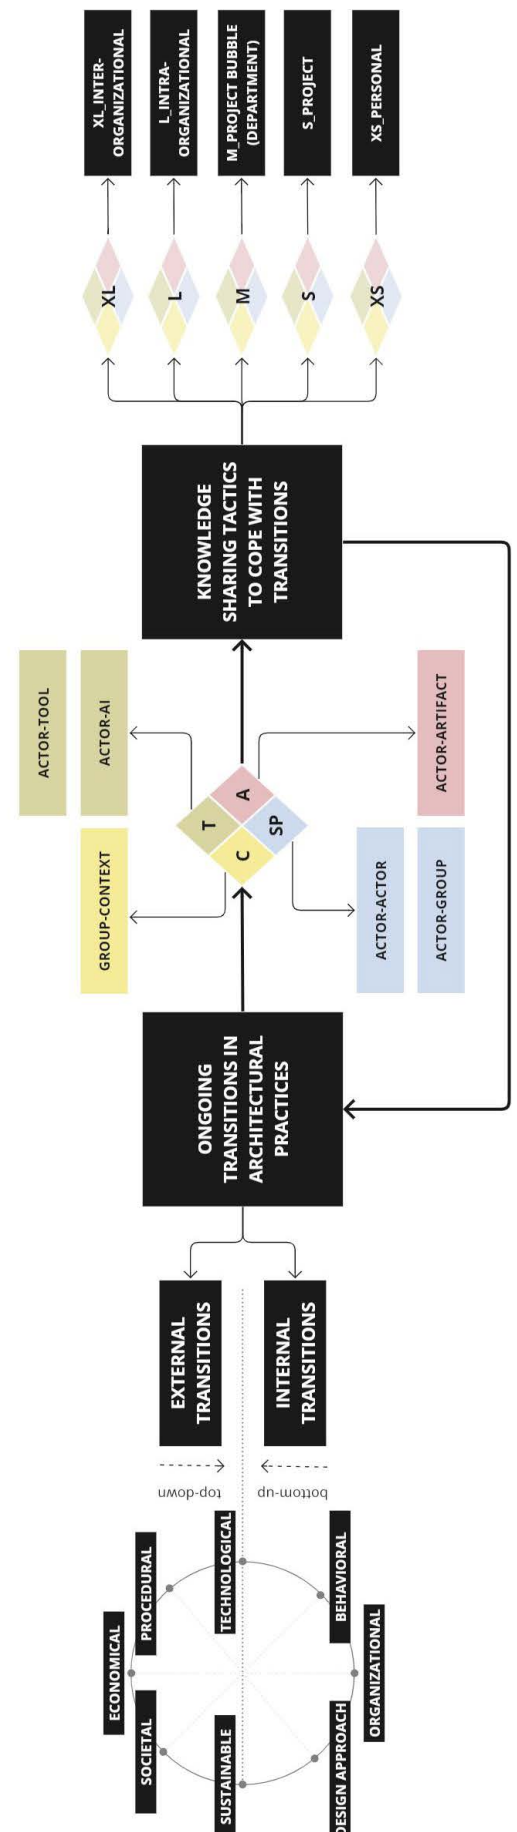 ECONOMICAL
SOCIETAL
PROCEDURAL
SUSTAINABLE
TECHNOLOGICAL
DESIGN APPROACH
BEHAVIORAL
ORGANIZATIONAL
top-down
bottom-up
EXTERNAL
TRANSITIONS
INTERNAL
TRANSITIONS
ONGOING
TRANSITIONS IN
ARCHITECTURAL
PRACTICES
GROUP-CONTEXT
ACTOR-TOOL
ACTOR-AI
T
C
A
SP
ACTOR-ACTOR
ACTOR-GROUP
ACTOR-ARTIFACT
KNOWLEDGE
SHARING TACTICS
TO COPE WITH
TRANSITIONS
XL
L
M
S
XS
XL_INTER-
ORGANIZATIONAL
L_INTRA-
ORGANIZATIONAL
M_PROJECT BUBBLE
(DEPARTMENT)
S_PROJECT
XS_PERSONAL